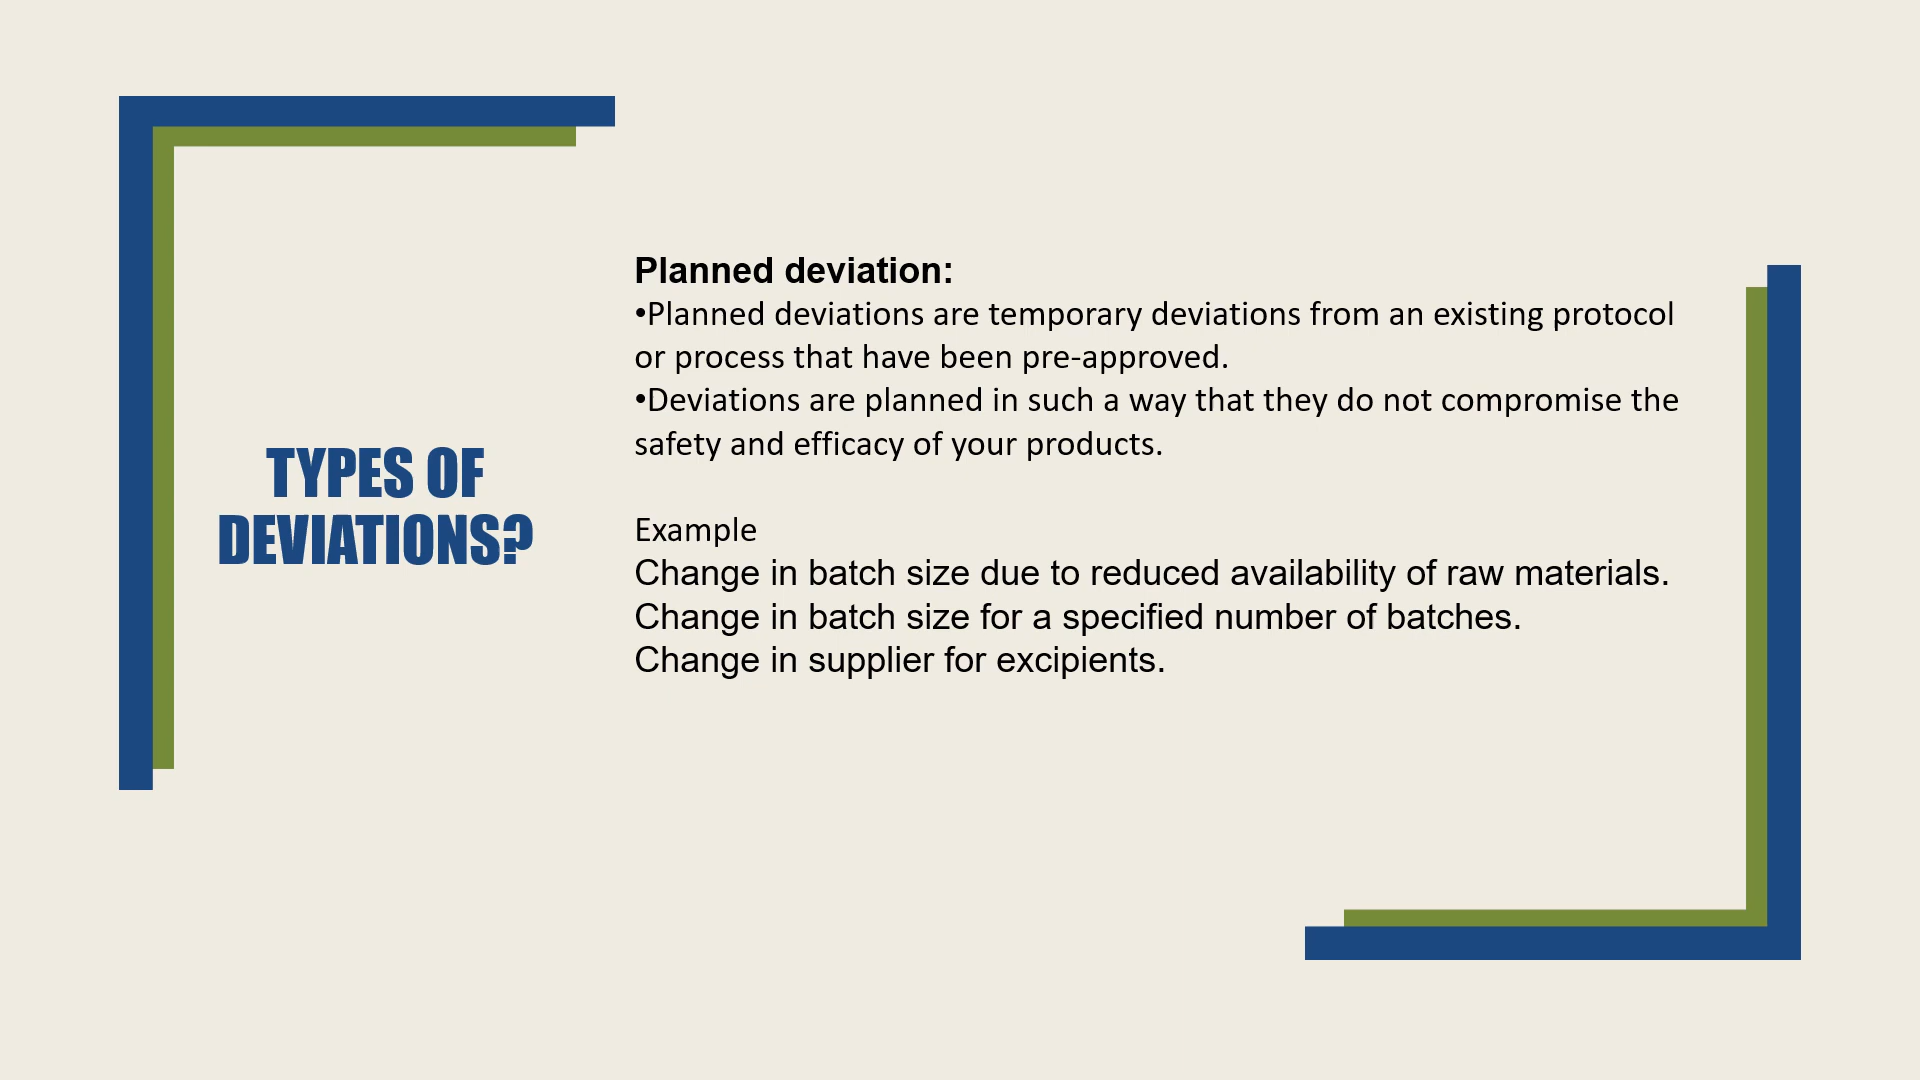 TYPES OF
DEVIATIONS?
Planned deviation:
•Planned deviations are temporary deviations from an existing protocol
or process that have been pre-approved.
•Deviations are planned in such a way that they do not compromise the
safety and efficacy of your products.
Example
Change in batch size due to reduced availability of raw materials.
Change in batch size for a specified number of batches.
Change in supplier for excipients.